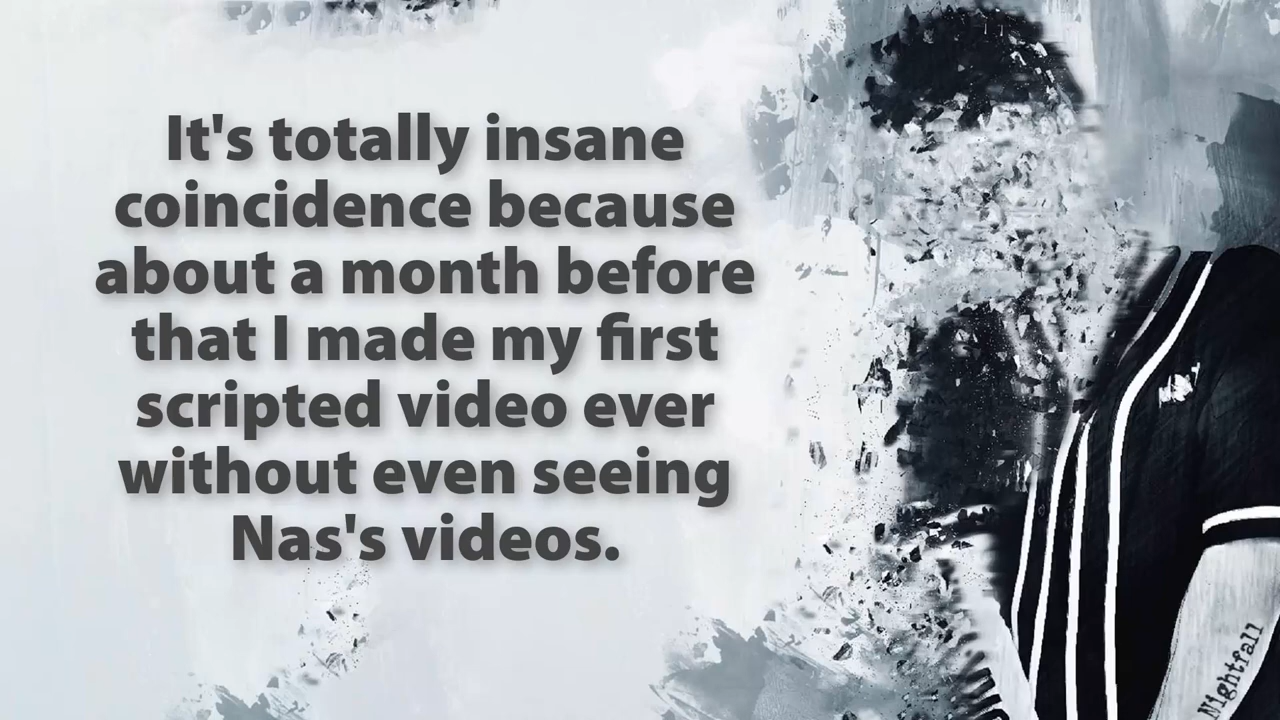 It's totally insane
coincidence because
about a month before
that I made my first
scripted video ever
without even seeing
Nas's videos.
Nightfall